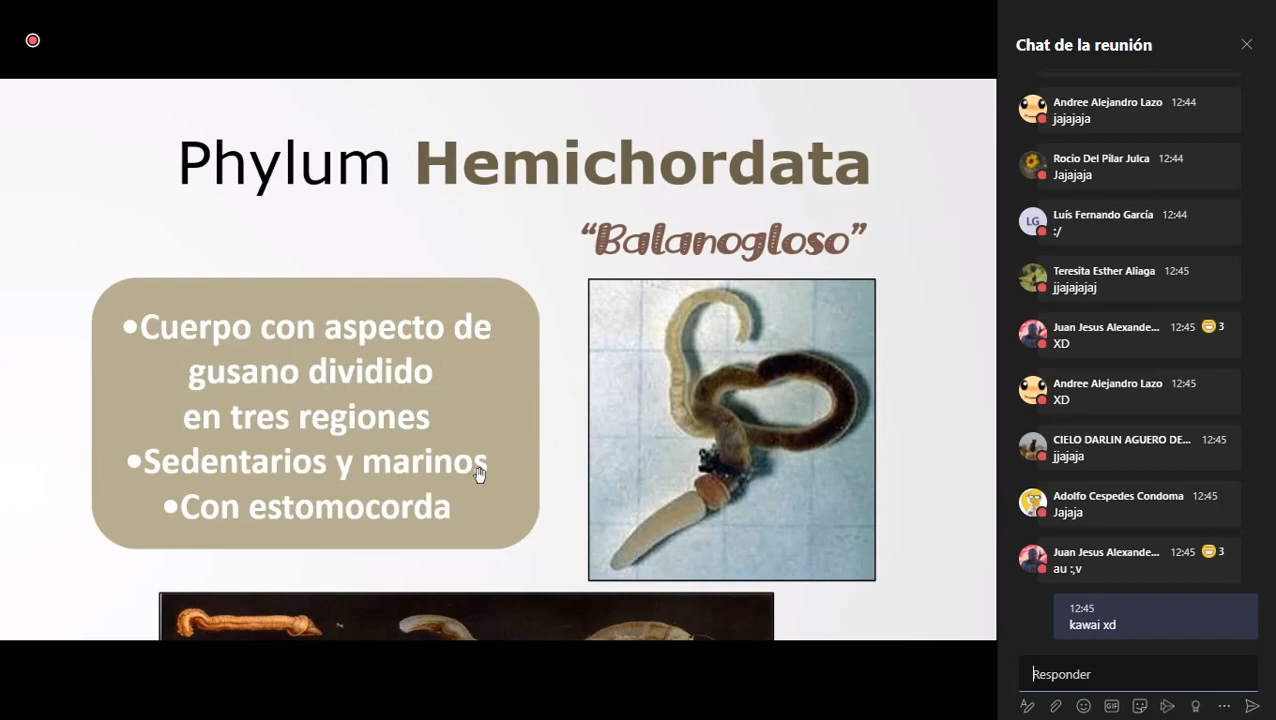 Phylum Hemichordata
“Balanogloso”
•Cuerpo con aspecto de
gusano dividido
en tres regiones
•Sedentarios y marinos
•Con estomocorda
Chat de la reunión
Andree Alejandro Lazo 12:44
jajajaja
Rocío Del Pilar Julca 12:44
Jajajaja
LG
Luís Fernando García 12:44
:/
Teresita Esther Aliaga 12:45
jjajajajaj
Juan Jesus Alexande... 12:45 3
XD
Andree Alejandro Lazo 12:45
XD
CIELO DARLIN AGUERO DE... 12:45
jjajaja
Adolfo Cespedes Condoma 12:45
Jajaja
Juan Jesus Alexande... 12:45 3
au :,v
12:45
kawai xd
Responder
GIF